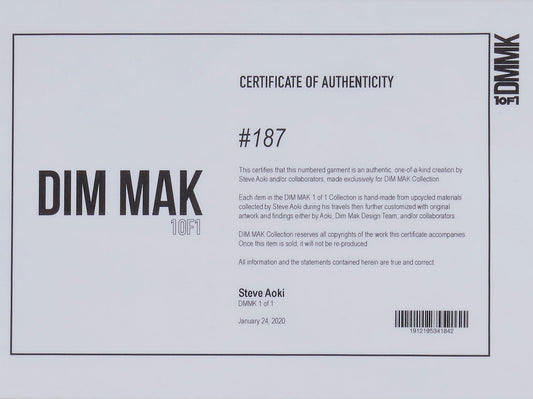 CERTIFICATE OF AUTHENTICITY
DMMK
1OF1
#187
This certifies that this numbered garment is an authentic, one-of-a-kind creation by
Steve Aoki and/or collaborators, made exclusively for DIM MAK Collection.
DIM MAK
1OF1
Each item in the DIM MAK 1 of 1 Collection is hand-made from upcycled materials
collected by Steve Aoki during his travels then further customized with original
artwork and findings either by Aoki, Dim Mak Design Team, and/or collaborators.
DIM MAK Collection reserves all copyrights of the work this certificate accompanies
Once this item is sold, it will not be re-produced
All information and the statements contained herein are true and correct
Steve Aoki
DMMK 1 of 1
January 24, 2020
1912195341842